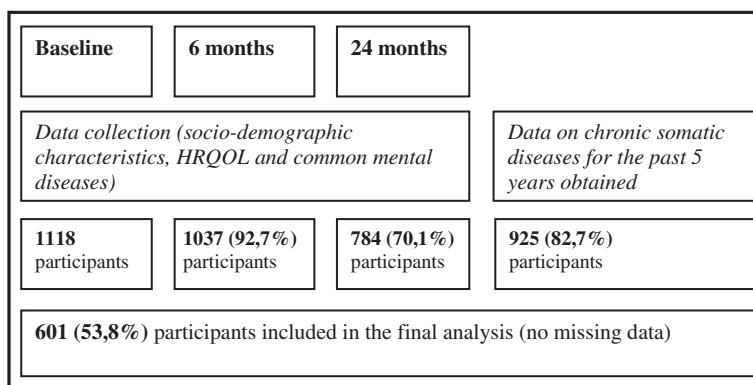 Baseline
6 months
24 months
Data collection (socio-demographic
characteristics, HRQOL and common mental
diseases)
Data on chronic somatic
diseases for the past 5
years obtained
1118
participants
1037 (92,7%)
participants
784 (70,1%)
participants
925 (82,7%)
participants
601 (53,8%) participants included in the final analysis (no missing data)